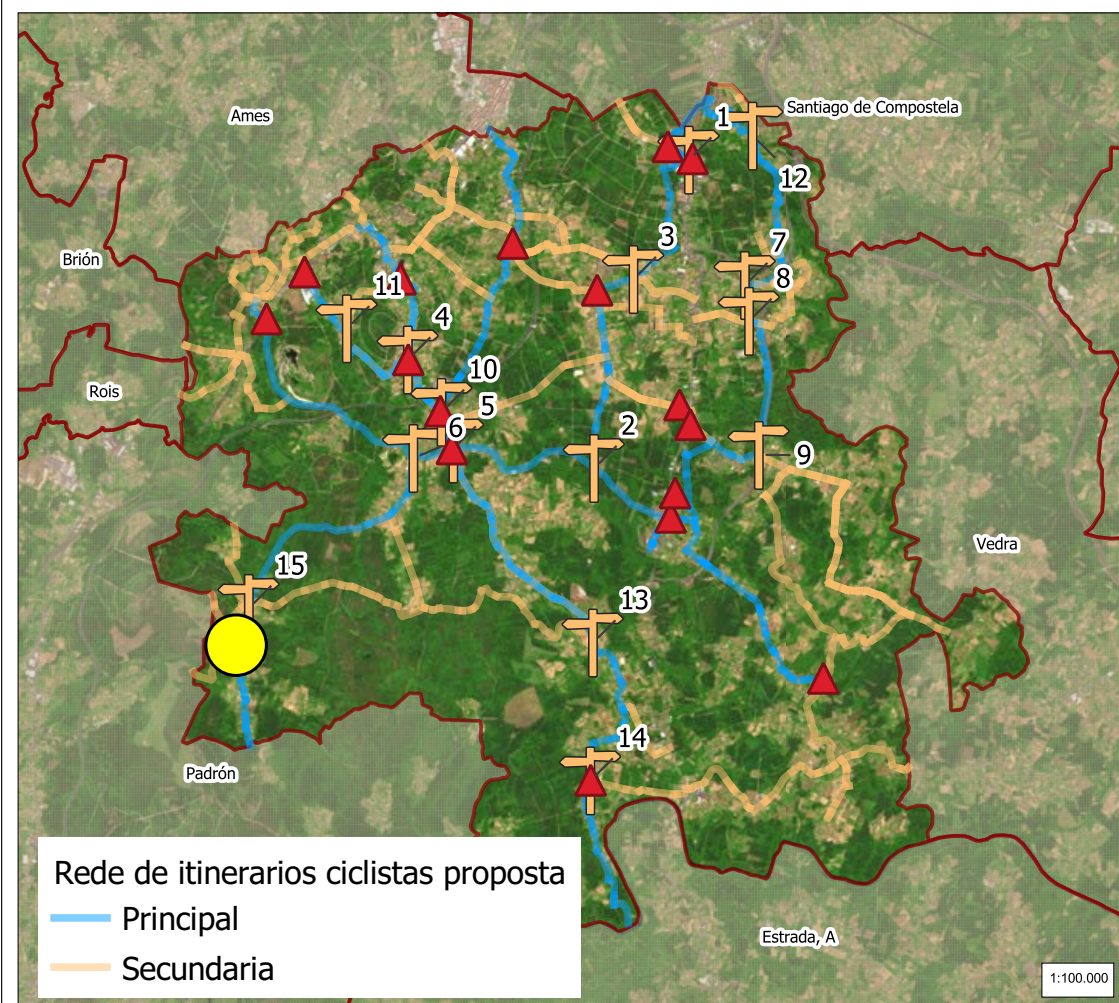 Ames
Santiago de Compostela
1
12
3
7
Brión
8
11
4
10
Rois
5
6
2
9
Vedra
15
13
14
Padrón
Rede de itinerarios ciclistas proposta
Principal
Secundaria
Estrada, A
1:100.000